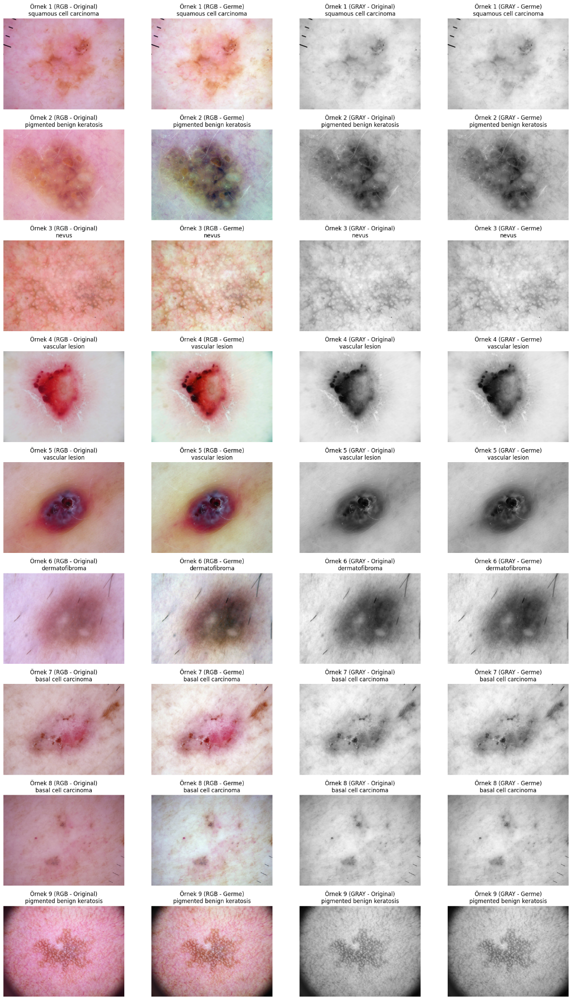 Örnek 1 (RGB - Original)
squamous cell carcinoma
Örnek 1 (RGB - Germe)
squamous cell carcinoma
Örnek 1 (GRAY - Original)
squamous cell carcinoma
Örnek 1 (GRAY - Germe)
squamous cell carcinoma
Örnek 2 (RGB - Original)
pigmented benign keratosis
Örnek 2 (RGB - Germe)
pigmented benign keratosis
Örnek 2 (GRAY - Original)
pigmented benign keratosis
Örnek 2 (GRAY - Germe)
pigmented benign keratosis
Örnek 3 (RGB - Original)
nevus
Örnek 3 (RGB - Germe)
nevus
Örnek 3 (GRAY - Original)
nevus
Örnek 3 (GRAY - Germe)
nevus
Örnek 4 (RGB - Original)
vascular lesion
Örnek 4 (RGB - Germe)
vascular lesion
Örnek 4 (GRAY - Original)
vascular lesion
Örnek 4 (GRAY - Germe)
vascular lesion
Örnek 5 (RGB - Original)
vascular lesion
Örnek 5 (RGB - Germe)
vascular lesion
Örnek 5 (GRAY - Original)
vascular lesion
Örnek 5 (GRAY - Germe)
vascular lesion
Örnek 6 (RGB - Original)
dermatofibroma
Örnek 6 (RGB - Germe)
dermatofibroma
Örnek 6 (GRAY - Original)
dermatofibroma
Örnek 6 (GRAY - Germe)
dermatofibroma
Örnek 7 (RGB - Original)
basal cell carcinoma
Örnek 7 (RGB - Germe)
basal cell carcinoma
Örnek 7 (GRAY - Original)
basal cell carcinoma
Örnek 7 (GRAY - Germe)
basal cell carcinoma
Örnek 8 (RGB - Original)
basal cell carcinoma
Örnek 8 (RGB - Germe)
basal cell carcinoma
Örnek 8 (GRAY - Original)
basal cell carcinoma
Örnek 8 (GRAY - Germe)
basal cell carcinoma
Örnek 9 (RGB - Original)
pigmented benign keratosis
Örnek 9 (RGB - Germe)
pigmented benign keratosis
Örnek 9 (GRAY - Original)
pigmented benign keratosis
Örnek 9 (GRAY - Germe)
pigmented benign keratosis